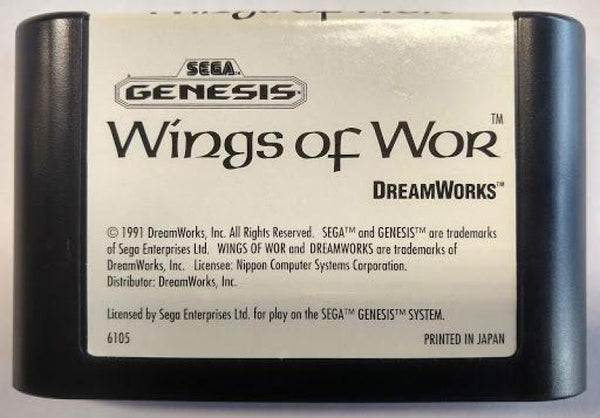 SEGA
GENESIS
Wings of Wor™
DREAMWORKS™
© 1991 DreamWorks, Inc. All Rights Reserved. SEGA™ and GENESIS™ are trademarks
of Sega Enterprises Ltd. WINGS OF WOR and DREAMWORKS are trademarks of
DreamWorks, Inc. Licensee: Nippon Computer Systems Corporation.
Distributor: DreamWorks, Inc.
Licensed by Sega Enterprises Ltd. for play on the SEGA™ GENESIS™ SYSTEM.
6105 PRINTED IN JAPAN